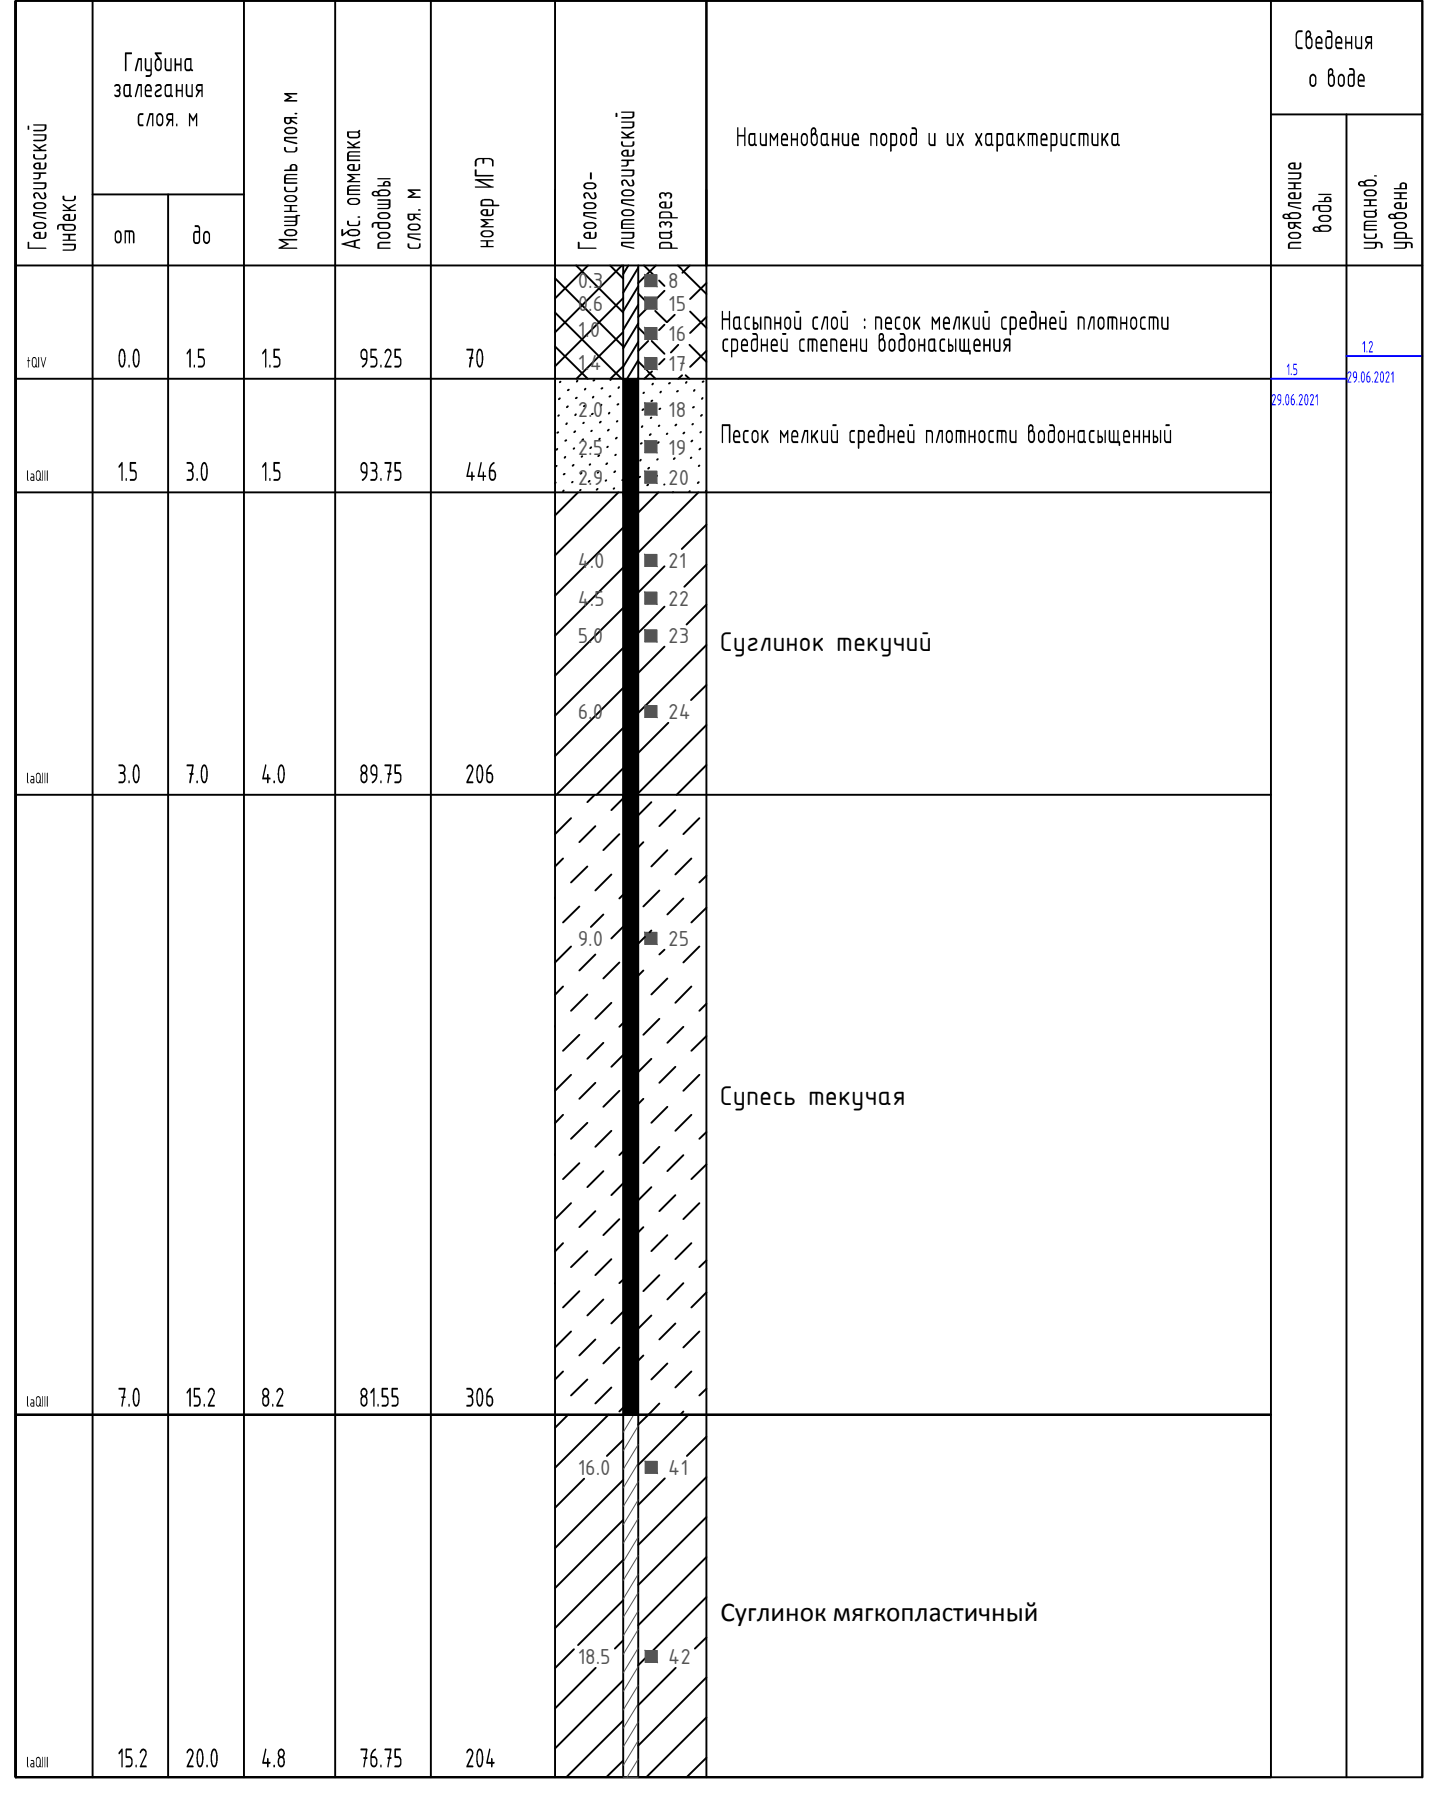 Геологический
индекс
Глубина
залегания
слоя. м
от
до
Мощность слоя. м
Абс. отметка
подошвы
слоя. м
номер ИГЭ
Геолого-
литологический
разрез
Наименование пород и их характеристика
Сведения
о воде
появление
воды
установ.
уровень
0.3 8
0.6 15
1.0 16
1.4 17
tQIV 0.0 1.5 1.5 95.25 70
Насыпной слой : песок мелкий средней плотности
средней степени водонасыщения
1.5
29.06.2021
1.2
29.06.2021
2.0 18
2.5 19
2.9 20
laQIII 1.5 3.0 1.5 93.75 446
Песок мелкий средней плотности водонасыщенный
4.0 21
4.5 22
5.0 23
6.0 24
Суглинок текучий
laQIII 3.0 7.0 4.0 89.75 206
9.0 25
Супесь текучая
laQIII 7.0 15.2 8.2 81.55 306
16.0 41
Суглинок мягкопластичный
18.5 42
laQIII 15.2 20.0 4.8 76.75 204